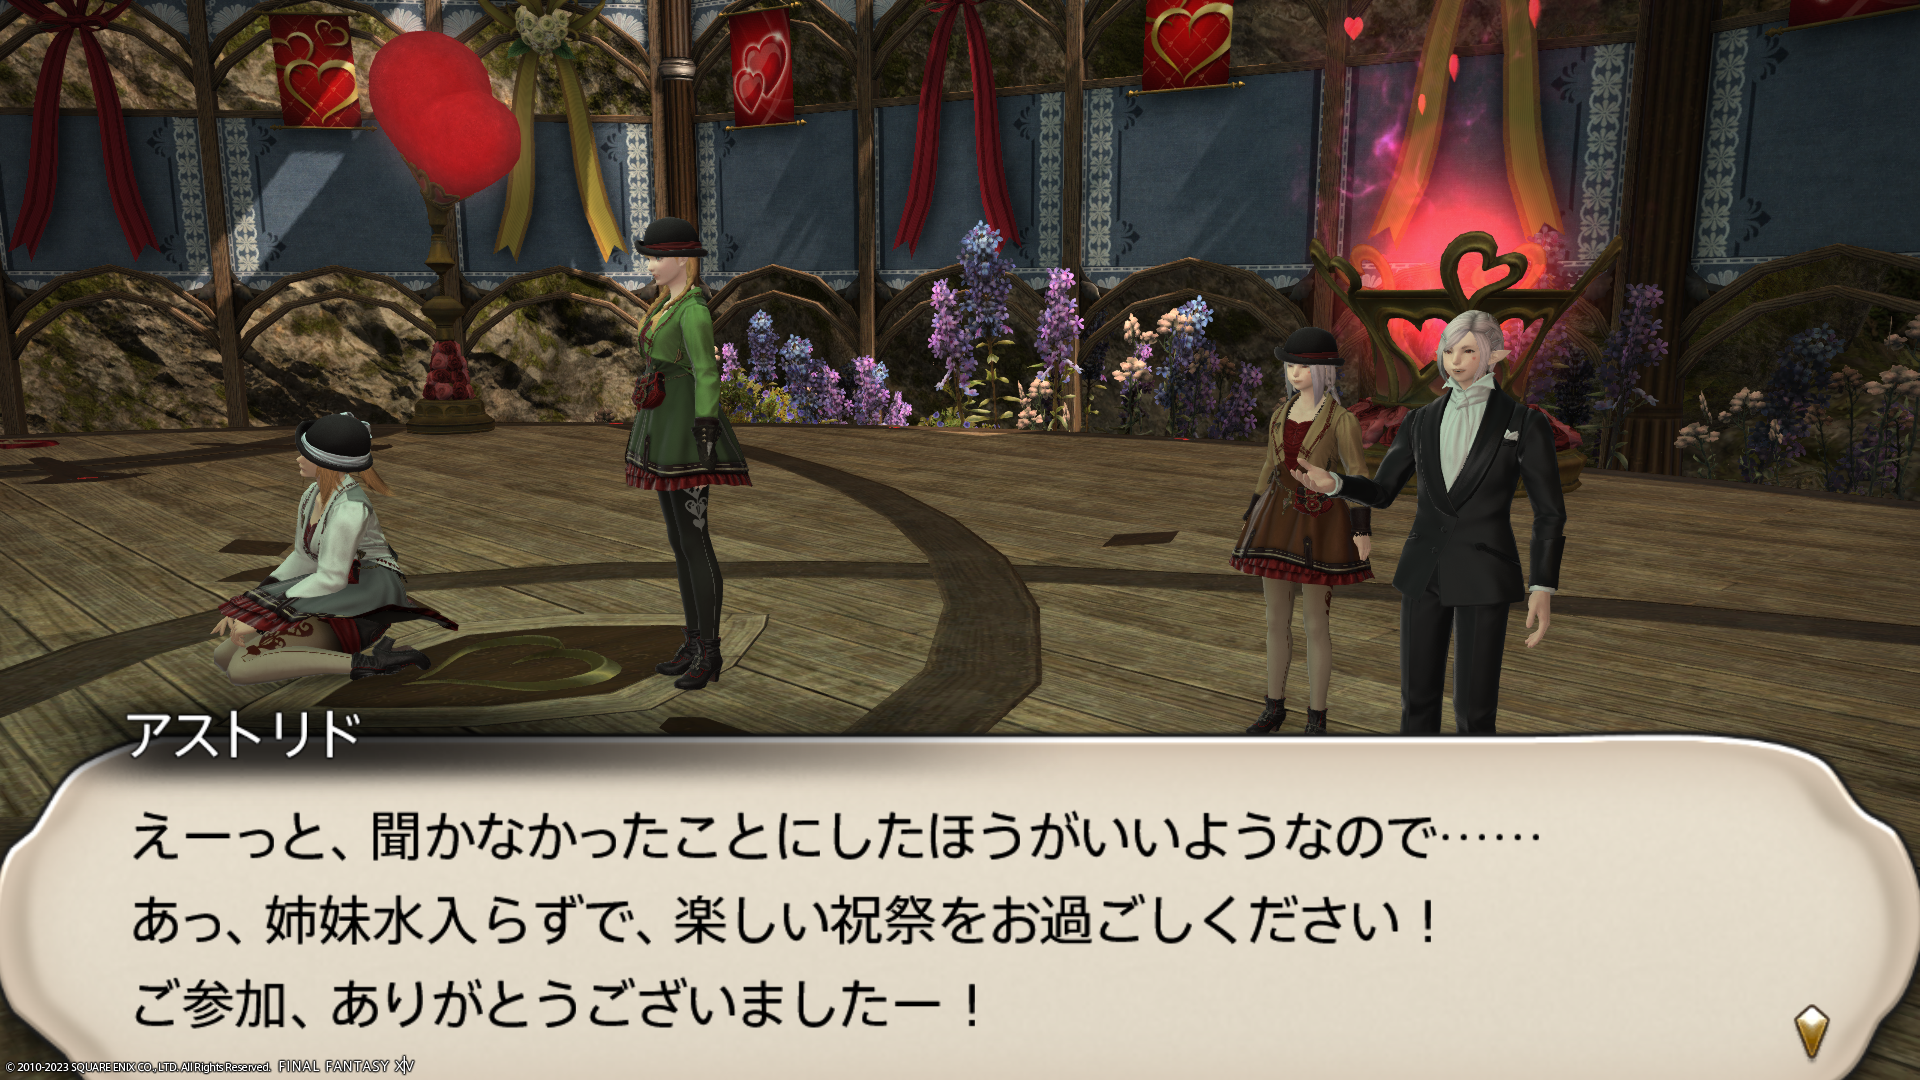 アストリド
えーっと、聞かなかったことにしたほうがいいようなので……
あっ、姉妹水入らずで、楽しい祝祭をお過ごしください！
ご参加、ありがとうございましたー！
© 2010-2023 SQUARE ENIX CO., LTD. All Rights Reserved. FINAL FANTASY XIV